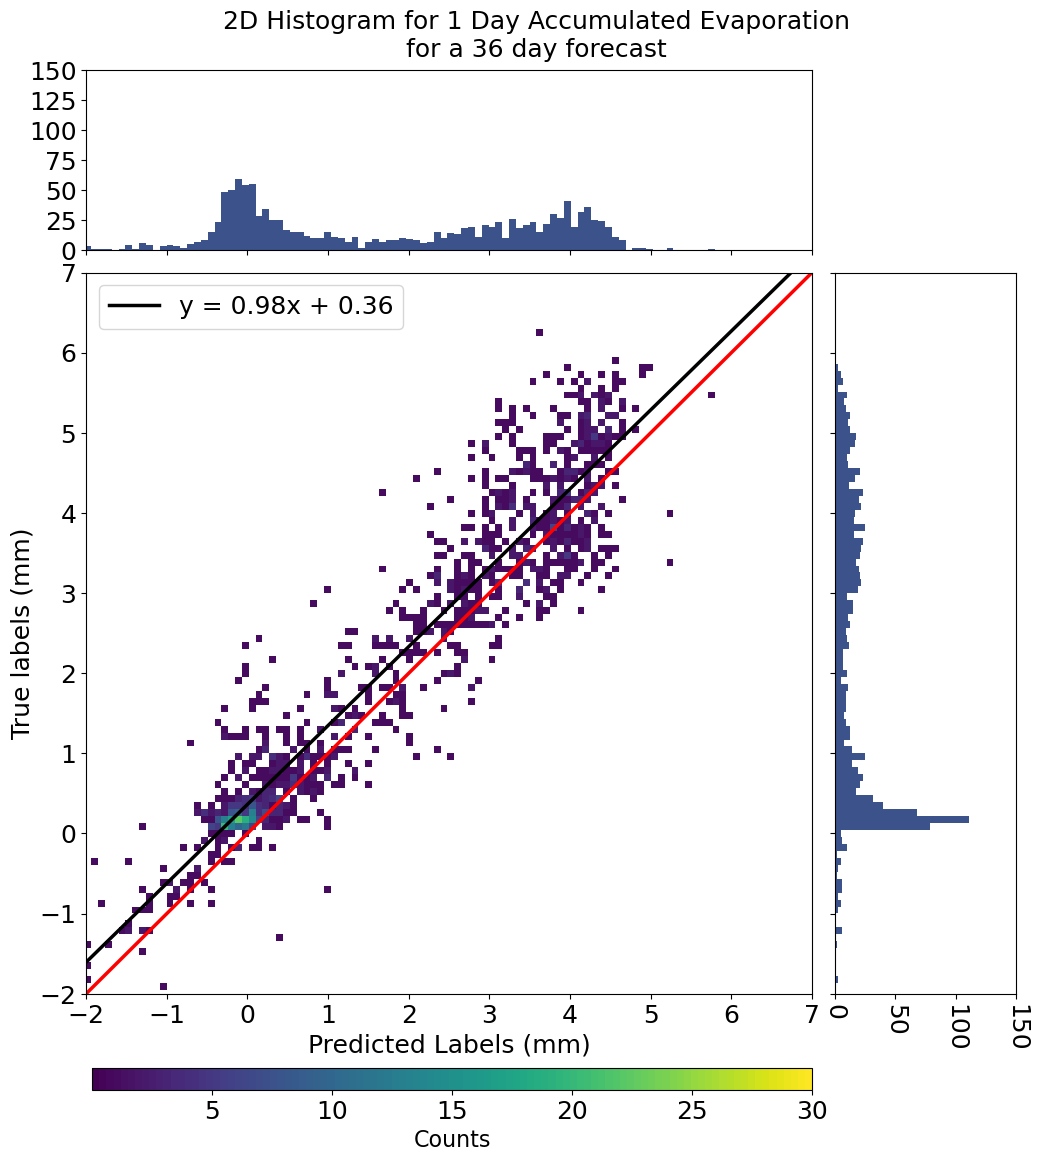 2D Histogram for 1 Day Accumulated Evaporation
for a 36 day forecast
150
125
100
75
50
25
0
7
6
5
4
3
2
1
0
−1
−2
True labels (mm)
y = 0.98x + 0.36
−2 −1 0 1 2 3 4 5 6 7
Predicted Labels (mm)
0 50 100 150
5 10 15 20 25 30
Counts